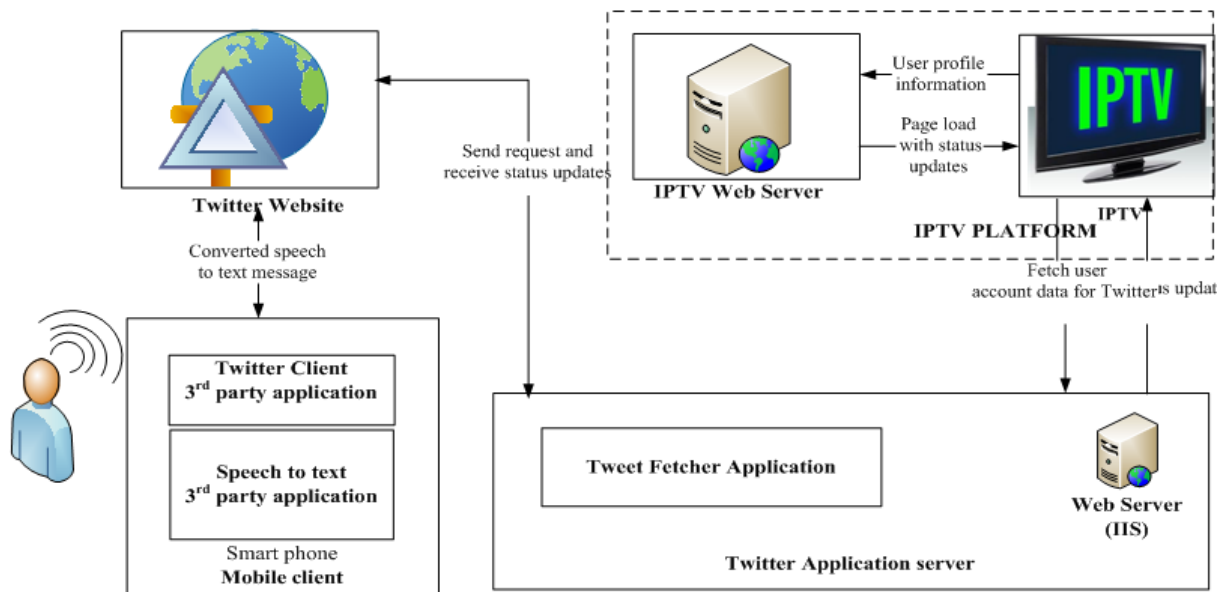 IPTV
User profile
information
Page load
with status
updates
Send request and
receive status updates
IPTV Web Server
Twitter Website
IPTV
IPTV PLATFORM
Converted speech
to text message
Fetch user
account data for Twitter
updat
Twitter Client
3rd party application
Speech to text
3rd party application
Smart phone
Mobile client
Tweet Fetcher Application
Web Server
(IIS)
Twitter Application server